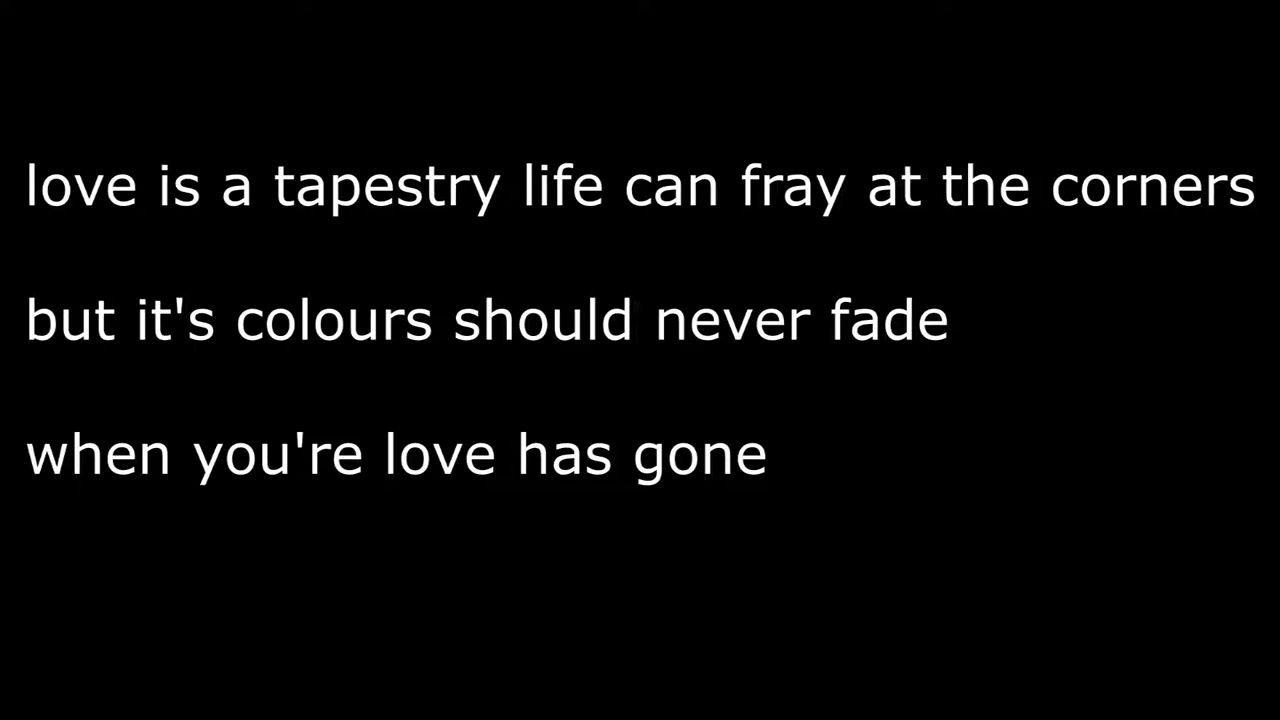 love is a tapestry life can fray at the corners
but it's colours should never fade
when you're love has gone